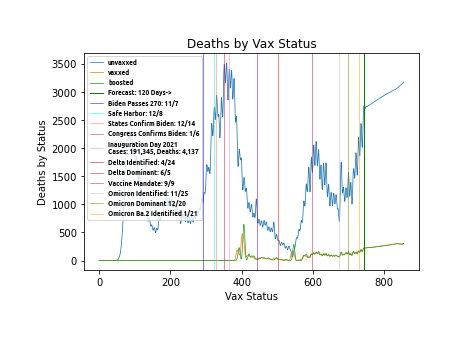 Deaths by Vax Status
Deaths by Status
3500
3000
2500
2000
1500
1000
500
0
unvaxxed
vaxxed
boosted
Forecast: 120 Days->
Biden Passes 270: 11/7
Safe Harbor: 12/8
States Confirm Biden: 12/14
Congress Confirms Biden: 1/6
Inauguration Day 2021
Cases: 191,345, Deaths: 4,137
Delta Identified: 4/24
Delta Dominant: 6/5
Vaccine Mandate: 9/9
Omicron Identified: 11/25
Omicron Dominant 12/20
Omicron Ba.2 Identified 1/21
0 200 400 600 800
Vax Status